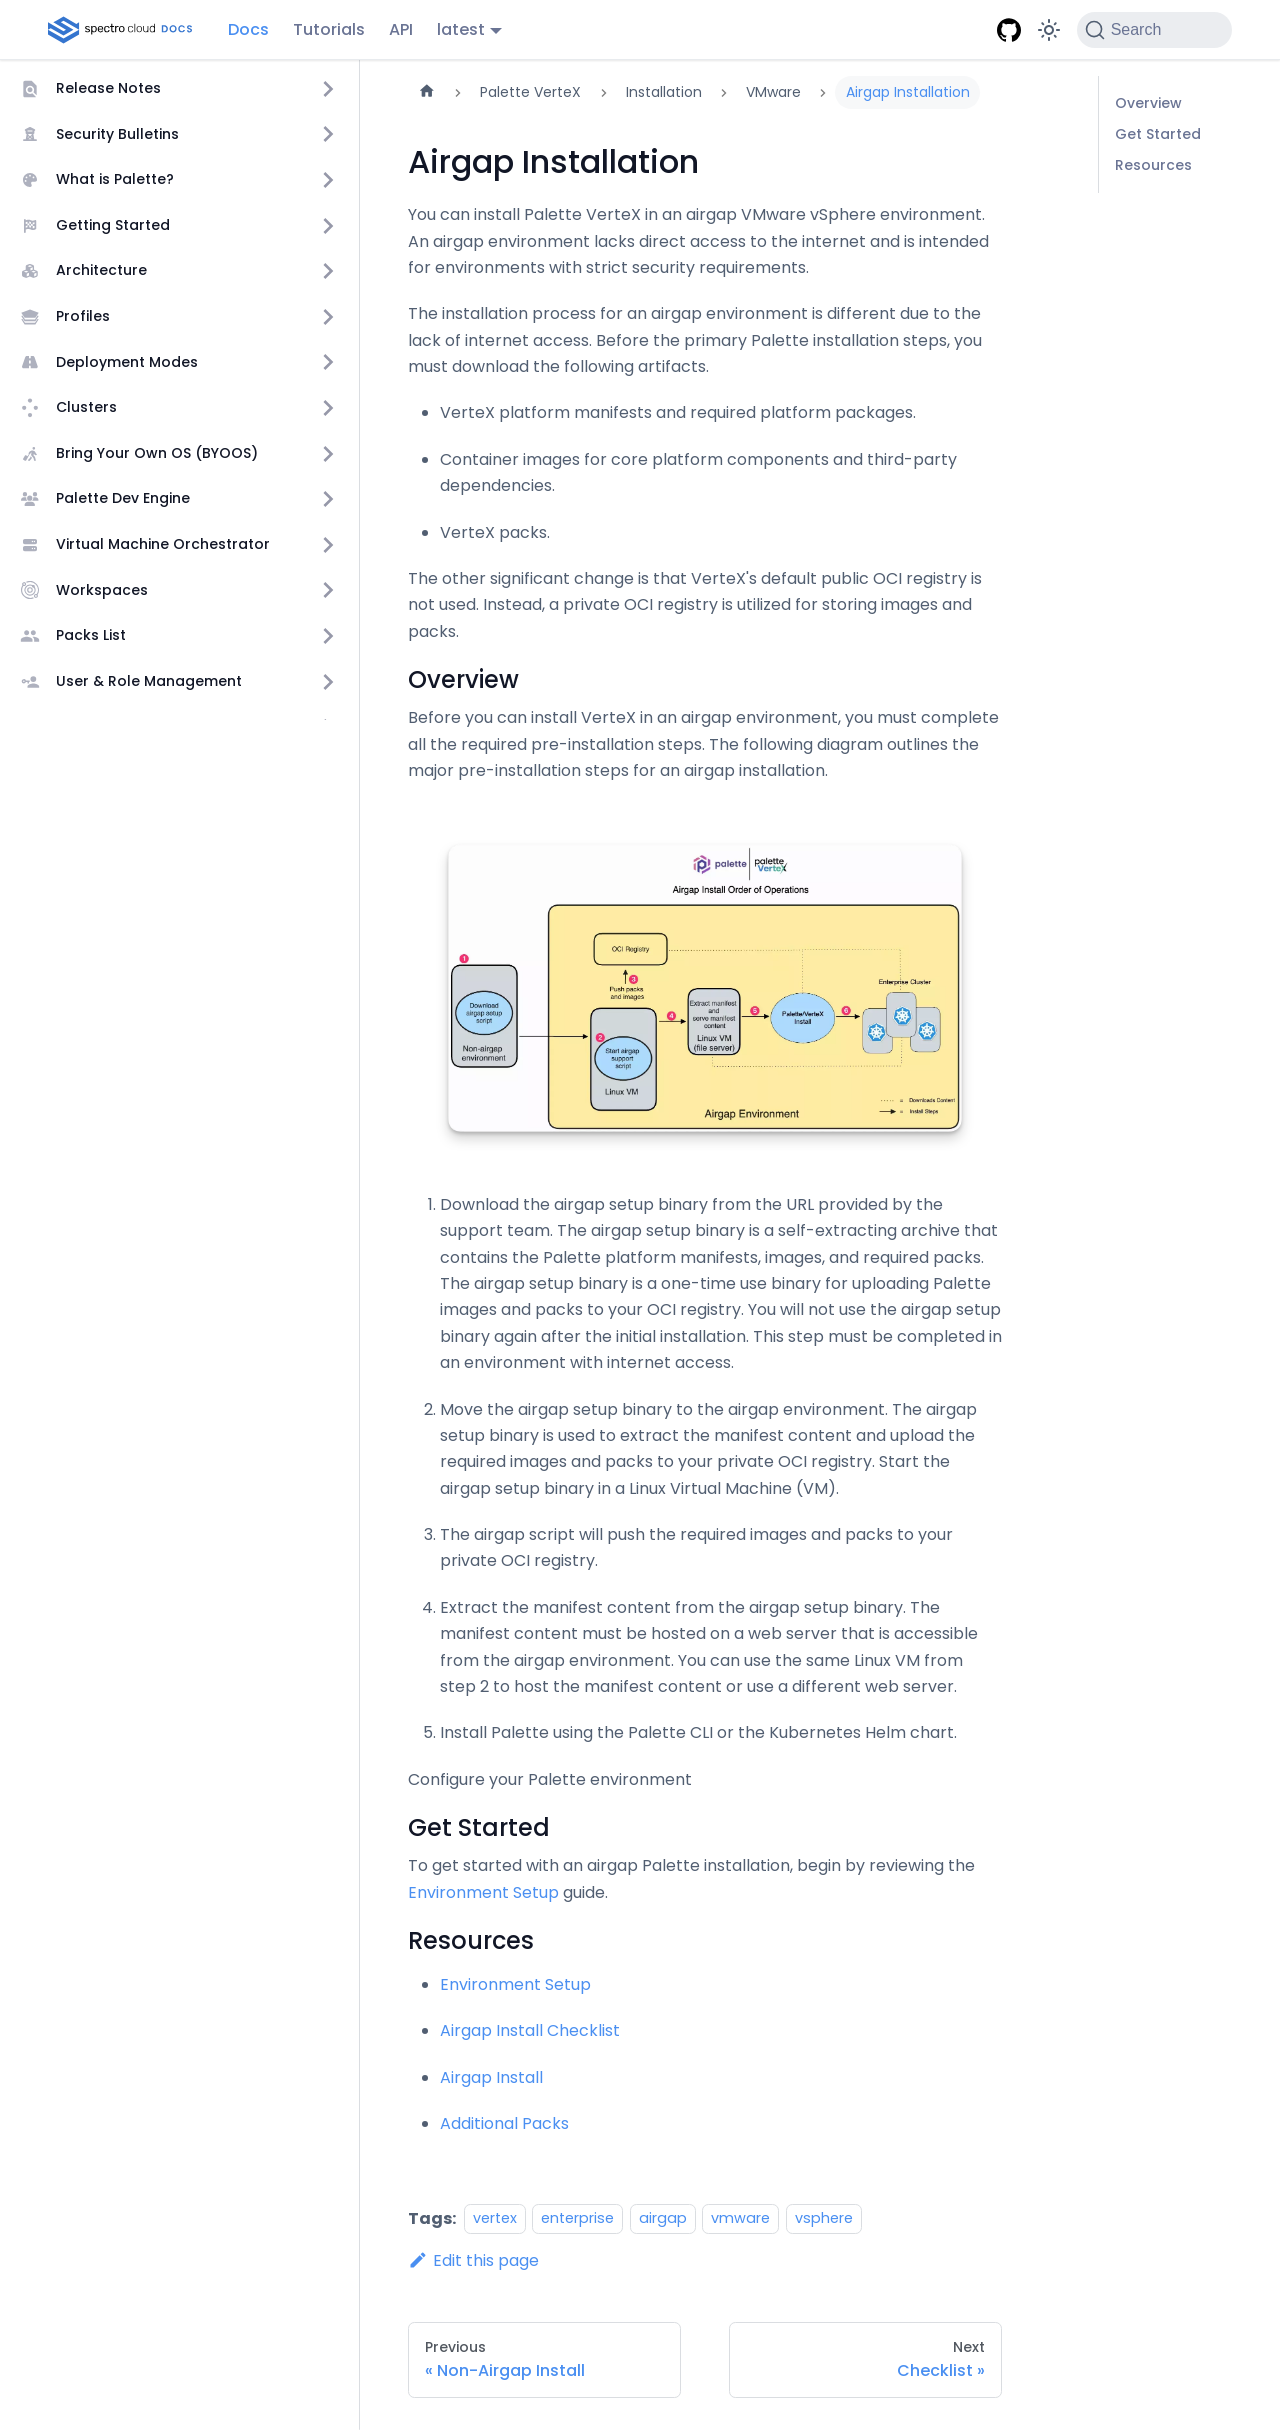 spectro cloud DOCS Docs Tutorials API latest Search
Release Notes
Security Bulletins
What is Palette?
Getting Started
Architecture
Profiles
Deployment Modes
Clusters
Bring Your Own OS (BYOOS)
Palette Dev Engine
Virtual Machine Orchestrator
Workspaces
Packs List
User & Role Management
Palette VerteX > Installation > VMware > Airgap Installation
Airgap Installation
You can install Palette VerteX in an airgap VMware vSphere environment.
An airgap environment lacks direct access to the internet and is intended
for environments with strict security requirements.
The installation process for an airgap environment is different due to the
lack of internet access. Before the primary Palette installation steps, you
must download the following artifacts.
• VerteX platform manifests and required platform packages.
• Container images for core platform components and third-party
dependencies.
• VerteX packs.
The other significant change is that VerteX's default public OCI registry is
not used. Instead, a private OCI registry is utilized for storing images and
packs.
Overview
Before you can install VerteX in an airgap environment, you must complete
all the required pre-installation steps. The following diagram outlines the
major pre-installation steps for an airgap installation.
palette palette VerteX
Airgap Install Order of Operations
OCI Registry
1
3
Push packs
and images
Download
airgap setup
script
Non-airgap
environment
2
Start airgap
support
script
Linux VM
4
Extract manifest
and
serve manifest
content
Linux VM
(file server)
5
Palette/VerteX
Install
6
Enterprise Cluster
Airgap Environment
= Downloads Content
= Install Steps
1. Download the airgap setup binary from the URL provided by the
support team. The airgap setup binary is a self-extracting archive that
contains the Palette platform manifests, images, and required packs.
The airgap setup binary is a one-time use binary for uploading Palette
images and packs to your OCI registry. You will not use the airgap setup
binary again after the initial installation. This step must be completed in
an environment with internet access.
2. Move the airgap setup binary to the airgap environment. The airgap
setup binary is used to extract the manifest content and upload the
required images and packs to your private OCI registry. Start the
airgap setup binary in a Linux Virtual Machine (VM).
3. The airgap script will push the required images and packs to your
private OCI registry.
4. Extract the manifest content from the airgap setup binary. The
manifest content must be hosted on a web server that is accessible
from the airgap environment. You can use the same Linux VM from
step 2 to host the manifest content or use a different web server.
5. Install Palette using the Palette CLI or the Kubernetes Helm chart.
Configure your Palette environment
Get Started
To get started with an airgap Palette installation, begin by reviewing the
Environment Setup guide.
Resources
• Environment Setup
• Airgap Install Checklist
• Airgap Install
• Additional Packs
Tags: vertex enterprise airgap vmware vsphere
Edit this page
Previous
« Non-Airgap Install
Next
Checklist »
Overview
Get Started
Resources